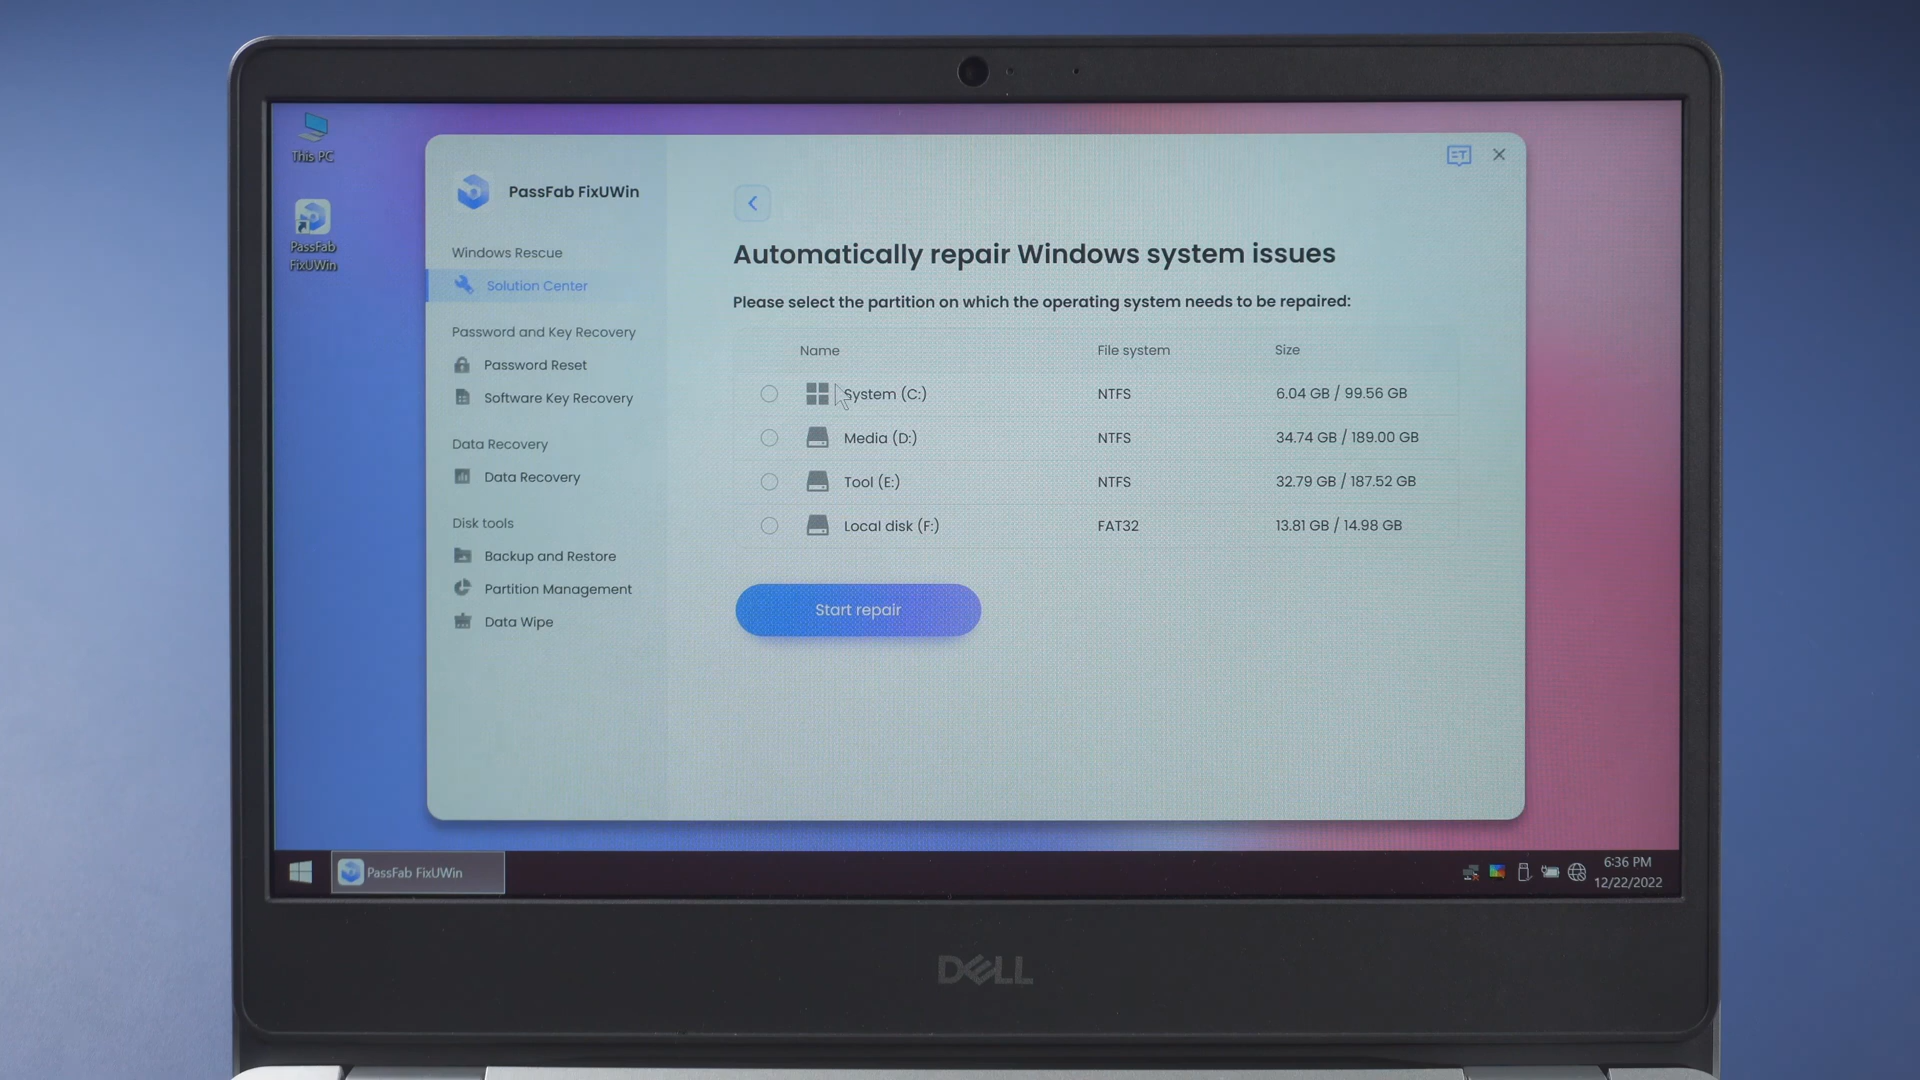 This PC
PassFab
FixUWin
PassFab FixUWin
Windows Rescue
Solution Center
Password and Key Recovery
Password Reset
Software Key Recovery
Data Recovery
Data Recovery
Disk tools
Backup and Restore
Partition Management
Data Wipe
Automatically repair Windows system issues
Please select the partition on which the operating system needs to be repaired:
Name File system Size
System (C:) NTFS 6.04 GB / 99.56 GB
Media (D:) NTFS 34.74 GB / 189.00 GB
Tool (E:) NTFS 32.79 GB / 187.52 GB
Local disk (F:) FAT32 13.81 GB / 14.98 GB
Start repair
PassFab FixUWin
6:36 PM
12/22/2022
DELL